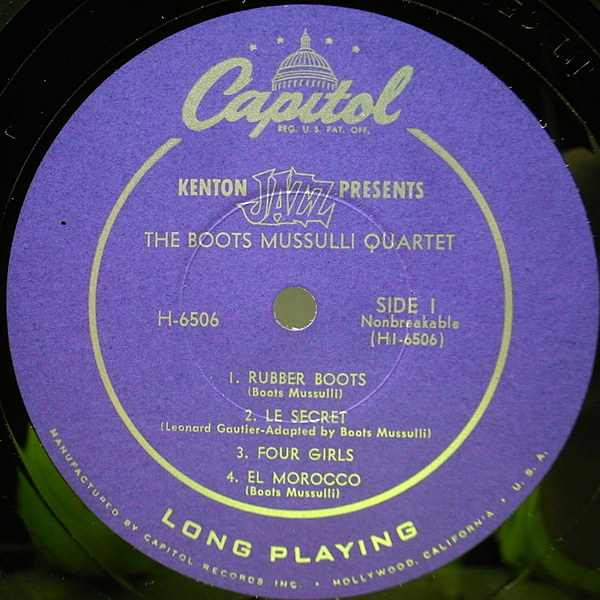 Capitol
REG. U.S. PAT. OFF.
KENTON JAZZ PRESENTS
THE BOOTS MUSSULLI QUARTET
H-6506
SIDE 1
Nonbreakable
(H1-6506)
1. RUBBER BOOTS
(Boots Mussulli)
2. LE SECRET
(Leonard Gautier-Adapted by Boots Mussulli)
3. FOUR GIRLS
4. EL MOROCCO
(Boots Mussulli)
LONG PLAYING
MANUFACTURED BY CAPITOL RECORDS INC. • HOLLYWOOD, CALIFORNIA • U.S.A.